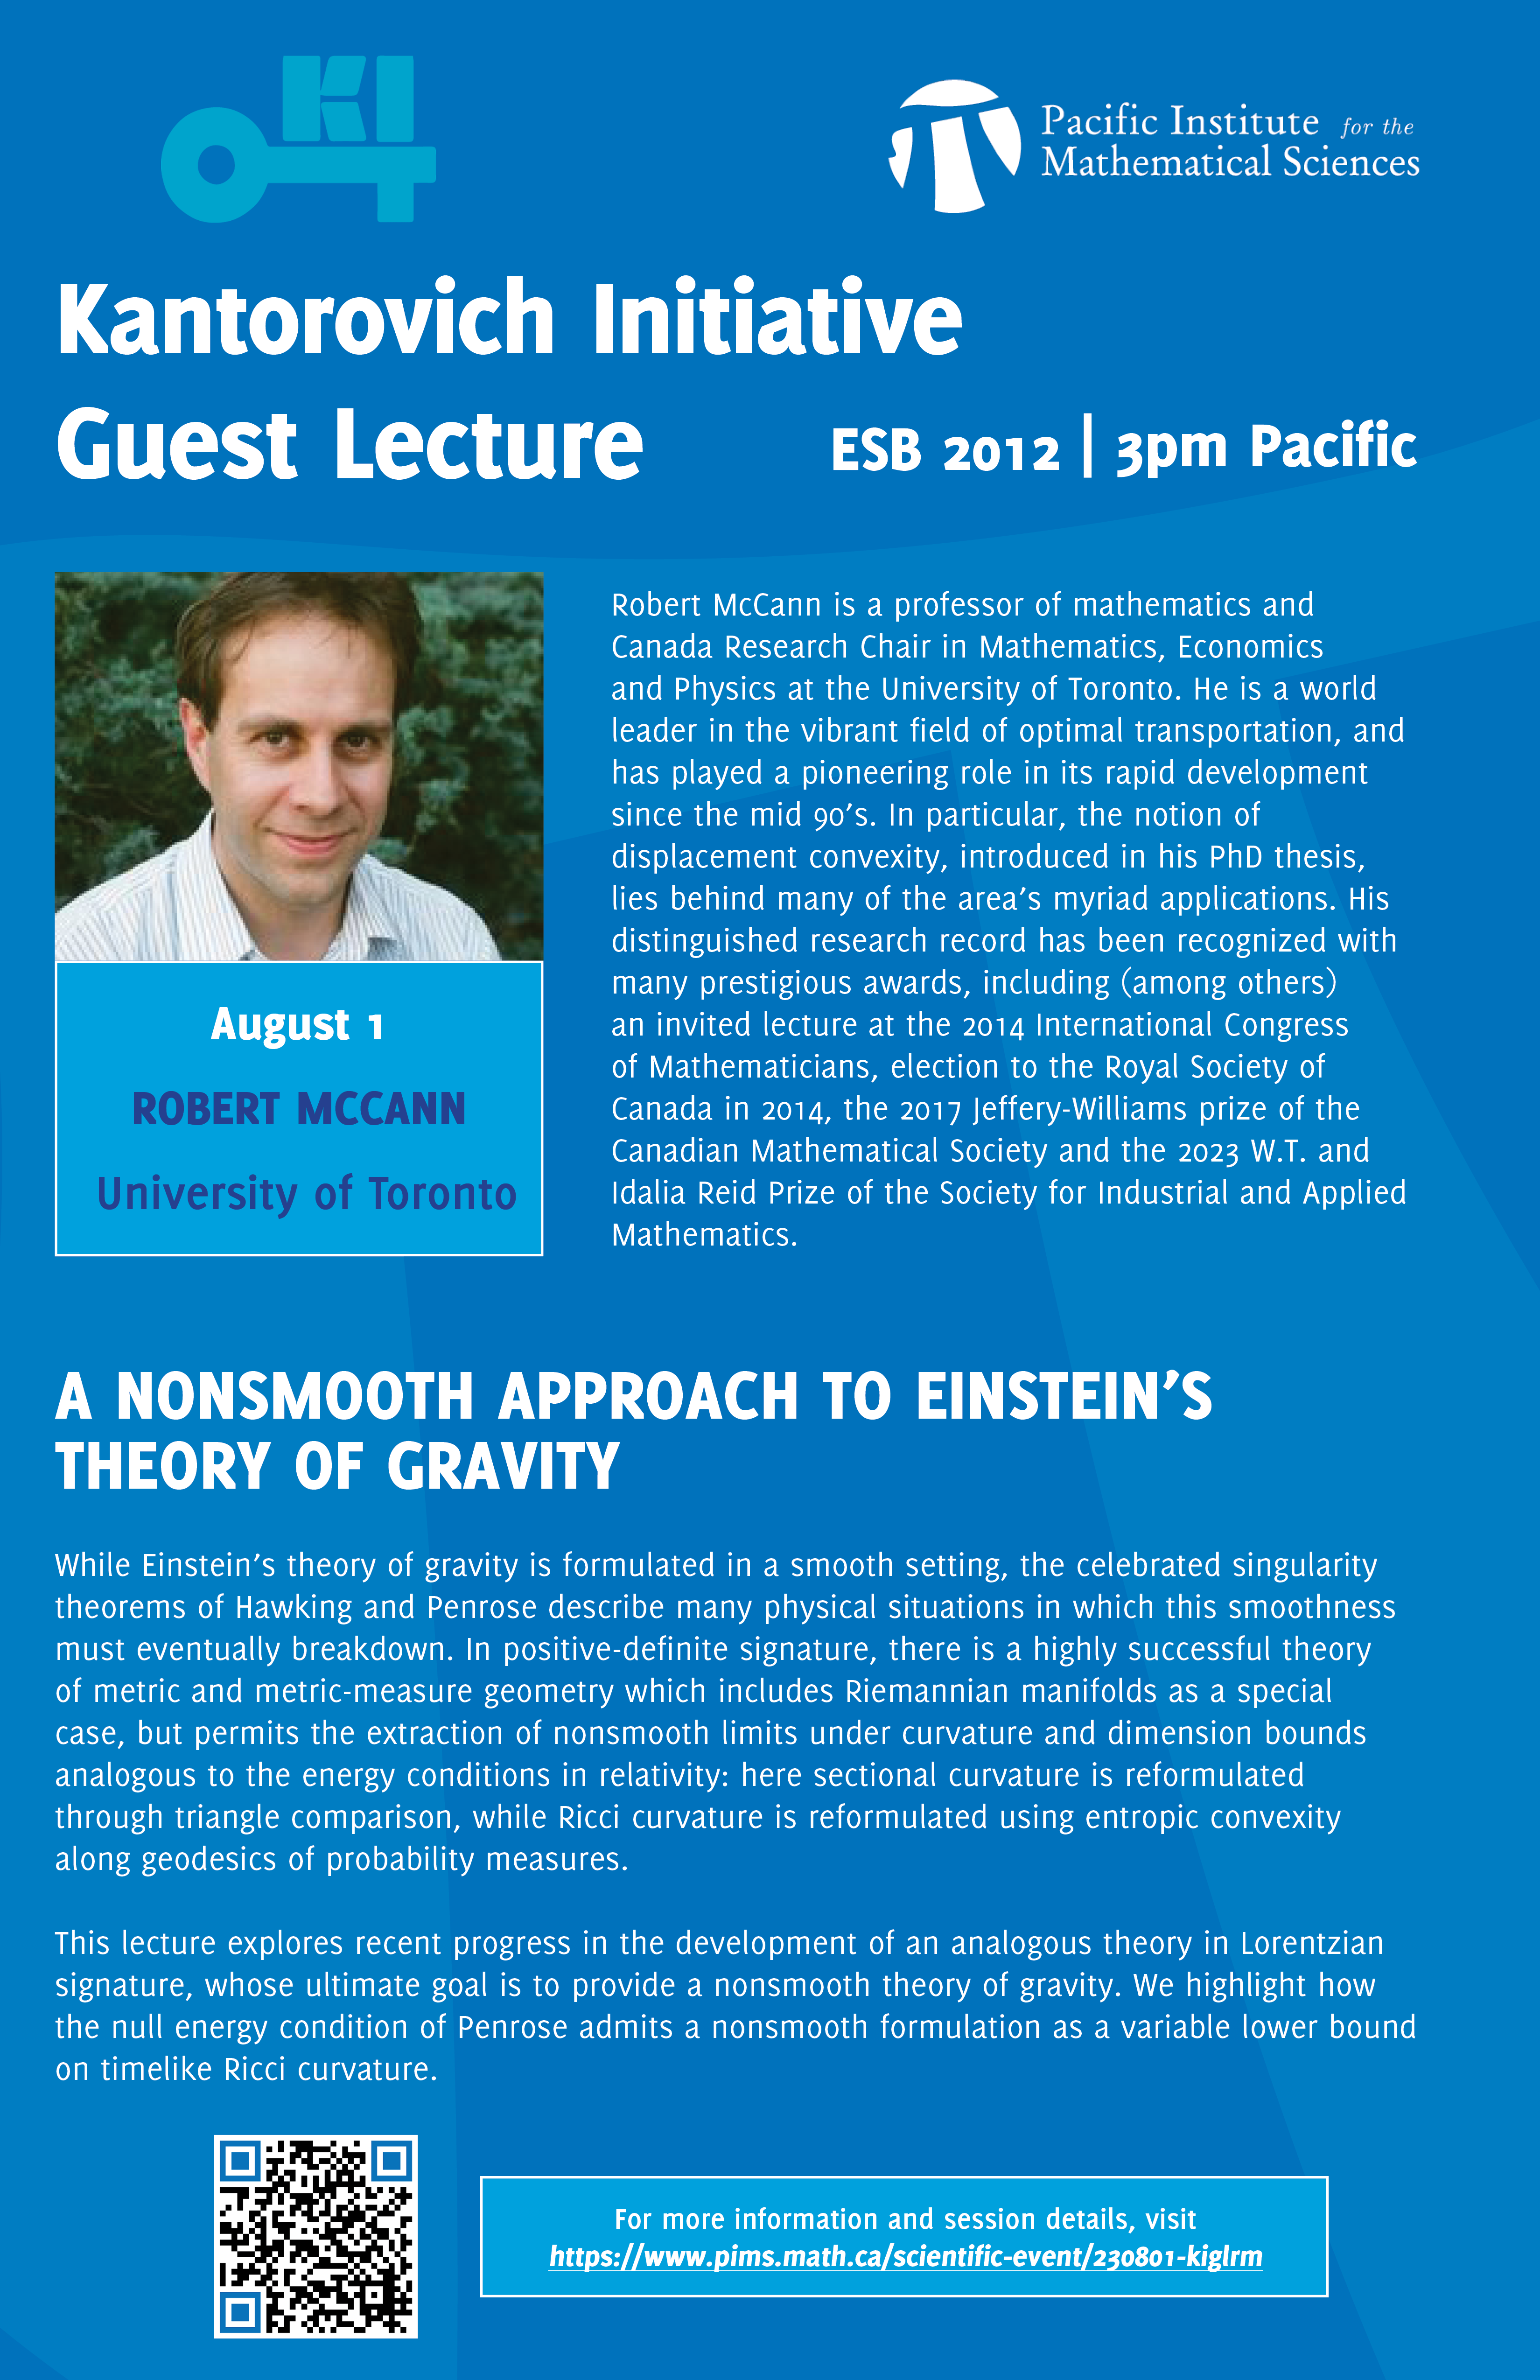 KI
Pacific Institute for the
Mathematical Sciences
Kantorovich Initiative
Guest Lecture
ESB 2012 | 3pm Pacific
August 1
ROBERT MCCANN
University of Toronto
Robert McCann is a professor of mathematics and
Canada Research Chair in Mathematics, Economics
and Physics at the University of Toronto. He is a world
leader in the vibrant field of optimal transportation, and
has played a pioneering role in its rapid development
since the mid 90's. In particular, the notion of
displacement convexity, introduced in his PhD thesis,
lies behind many of the area's myriad applications. His
distinguished research record has been recognized with
many prestigious awards, including (among others)
an invited lecture at the 2014 International Congress
of Mathematicians, election to the Royal Society of
Canada in 2014, the 2017 Jeffery-Williams prize of the
Canadian Mathematical Society and the 2023 W.T. and
Idalia Reid Prize of the Society for Industrial and Applied
Mathematics.
A NONSMOOTH APPROACH TO EINSTEIN'S
THEORY OF GRAVITY
While Einstein's theory of gravity is formulated in a smooth setting, the celebrated singularity
theorems of Hawking and Penrose describe many physical situations in which this smoothness
must eventually breakdown. In positive-definite signature, there is a highly successful theory
of metric and metric-measure geometry which includes Riemannian manifolds as a special
case, but permits the extraction of nonsmooth limits under curvature and dimension bounds
analogous to the energy conditions in relativity: here sectional curvature is reformulated
through triangle comparison, while Ricci curvature is reformulated using entropic convexity
along geodesics of probability measures.
This lecture explores recent progress in the development of an analogous theory in Lorentzian
signature, whose ultimate goal is to provide a nonsmooth theory of gravity. We highlight how
the null energy condition of Penrose admits a nonsmooth formulation as a variable lower bound
on timelike Ricci curvature.
For more information and session details, visit
https://www.pims.math.ca/scientific-event/230801-kiglrm